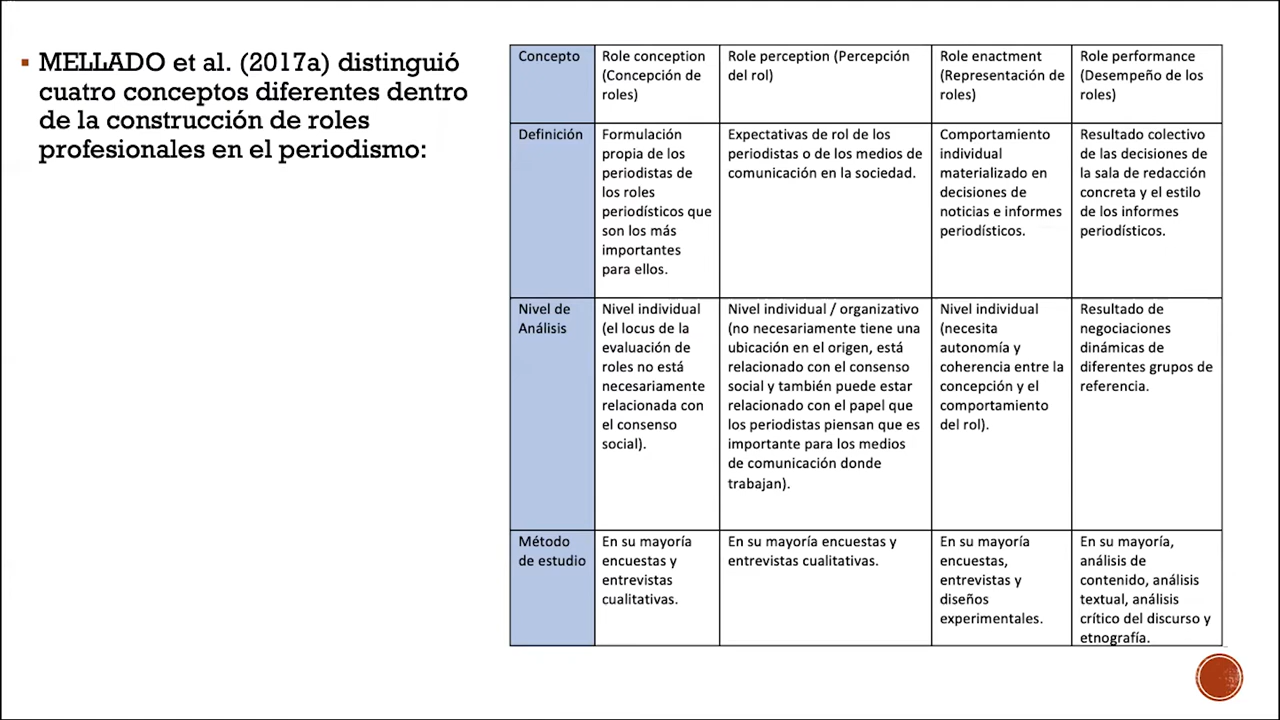 ▪ MELLADO et al. (2017a) distinguió
cuatro conceptos diferentes dentro
de la construcción de roles
profesionales en el periodismo:
Concepto
Role conception
(Concepción de
roles)
Role perception (Percepción
del rol)
Role enactment
(Representación de
roles)
Role performance
(Desempeño de los
roles)
Definición
Formulación
propia de los
periodistas de
los roles
periodísticos que
son los más
importantes
para ellos.
Expectativas de rol de los
periodistas o de los medios de
comunicación en la sociedad.
Comportamiento
individual
materializado en
decisiones de
noticias e informes
periodísticos.
Resultado colectivo
de las decisiones de
la sala de redacción
concreta y el estilo
de los informes
periodísticos.
Nivel de
Análisis
Nivel individual
(el locus de la
evaluación de
roles no está
necesariamente
relacionada con
el consenso
social).
Nivel individual / organizativo
(no necesariamente tiene una
ubicación en el origen, está
relacionado con el consenso
social y también puede estar
relacionado con el papel que
los periodistas piensan que es
importante para los medios
de comunicación donde
trabajan).
Nivel individual
(necesita
autonomía y
coherencia entre la
concepción y el
comportamiento
del rol).
Resultado de
negociaciones
dinámicas de
diferentes grupos de
referencia.
Método
de estudio
En su mayoría
encuestas y
entrevistas
cualitativas.
En su mayoría encuestas y
entrevistas cualitativas.
En su mayoría
encuestas,
entrevistas y
diseños
experimentales.
En su mayoría,
análisis de
contenido, análisis
textual, análisis
crítico del discurso y
etnografía.